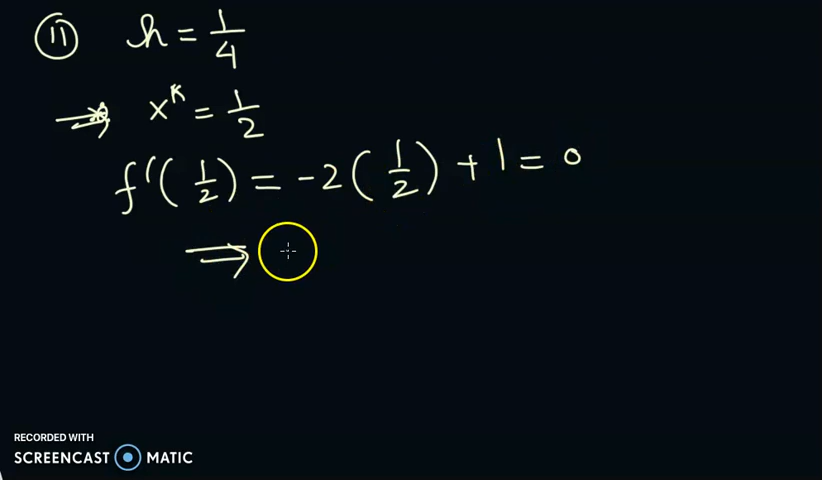 (11) h = 1/4
⇒ x^k = 1/2
f'(1/2) = -2(1/2) + 1 = 0
⇒
RECORDED WITH
SCREENCAST MATIC